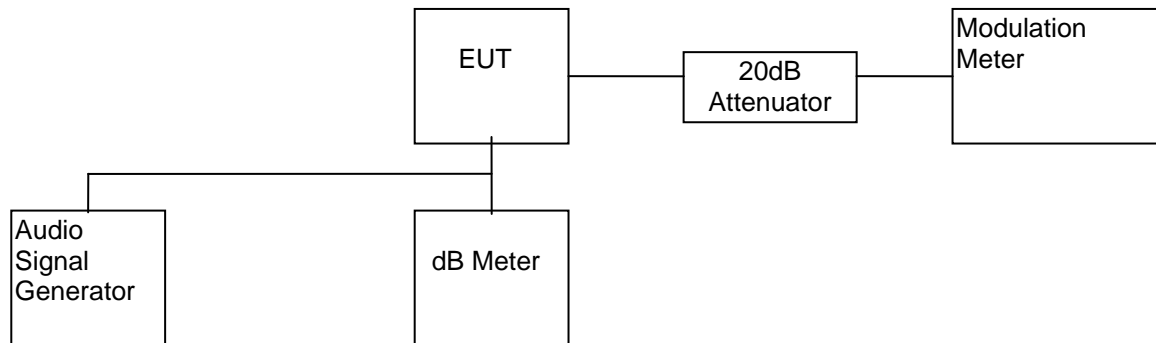 EUT
20dB
Attenuator
Modulation
Meter
Audio
Signal
Generator
dB Meter